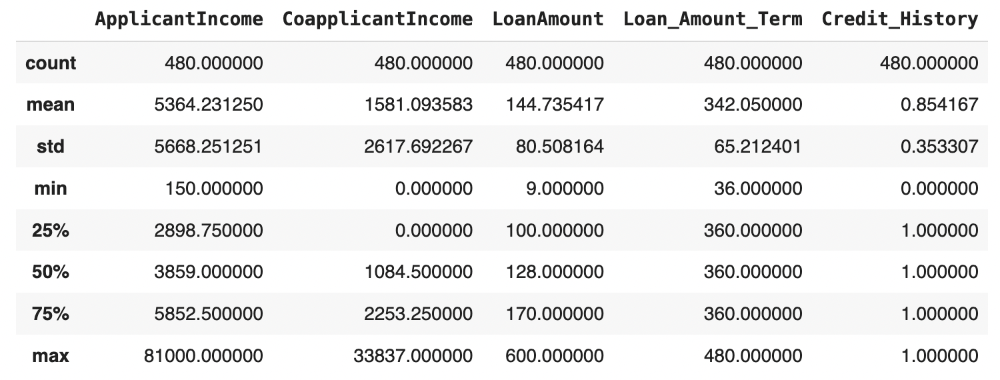 ApplicantIncome CoapplicantIncome LoanAmount Loan_Amount_Term Credit_History
count 480.000000 480.000000 480.000000 480.000000 480.000000
mean 5364.231250 1581.093583 144.735417 342.050000 0.854167
std 5668.251251 2617.692267 80.508164 65.212401 0.353307
min 150.000000 0.000000 9.000000 36.000000 0.000000
25% 2898.750000 0.000000 100.000000 360.000000 1.000000
50% 3859.000000 1084.500000 128.000000 360.000000 1.000000
75% 5852.500000 2253.250000 170.000000 360.000000 1.000000
max 81000.000000 33837.000000 600.000000 480.000000 1.000000